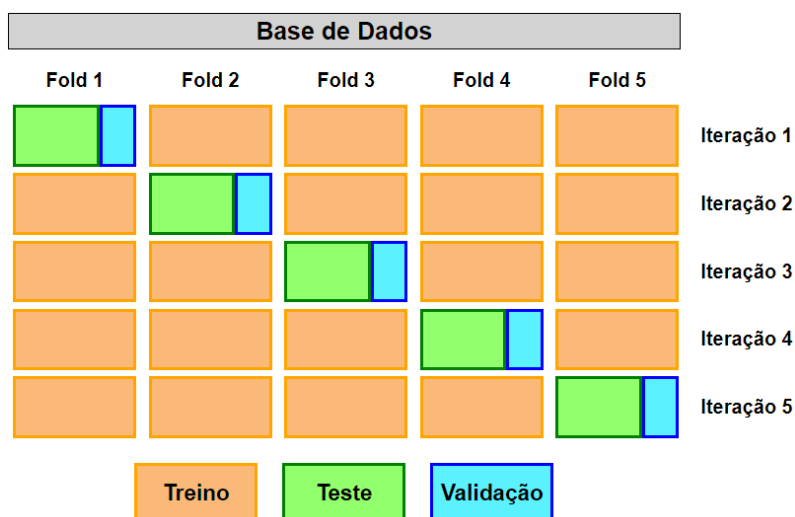 Base de Dados
Fold 1 Fold 2 Fold 3 Fold 4 Fold 5
Iteração 1
Iteração 2
Iteração 3
Iteração 4
Iteração 5
Treino Teste Validação